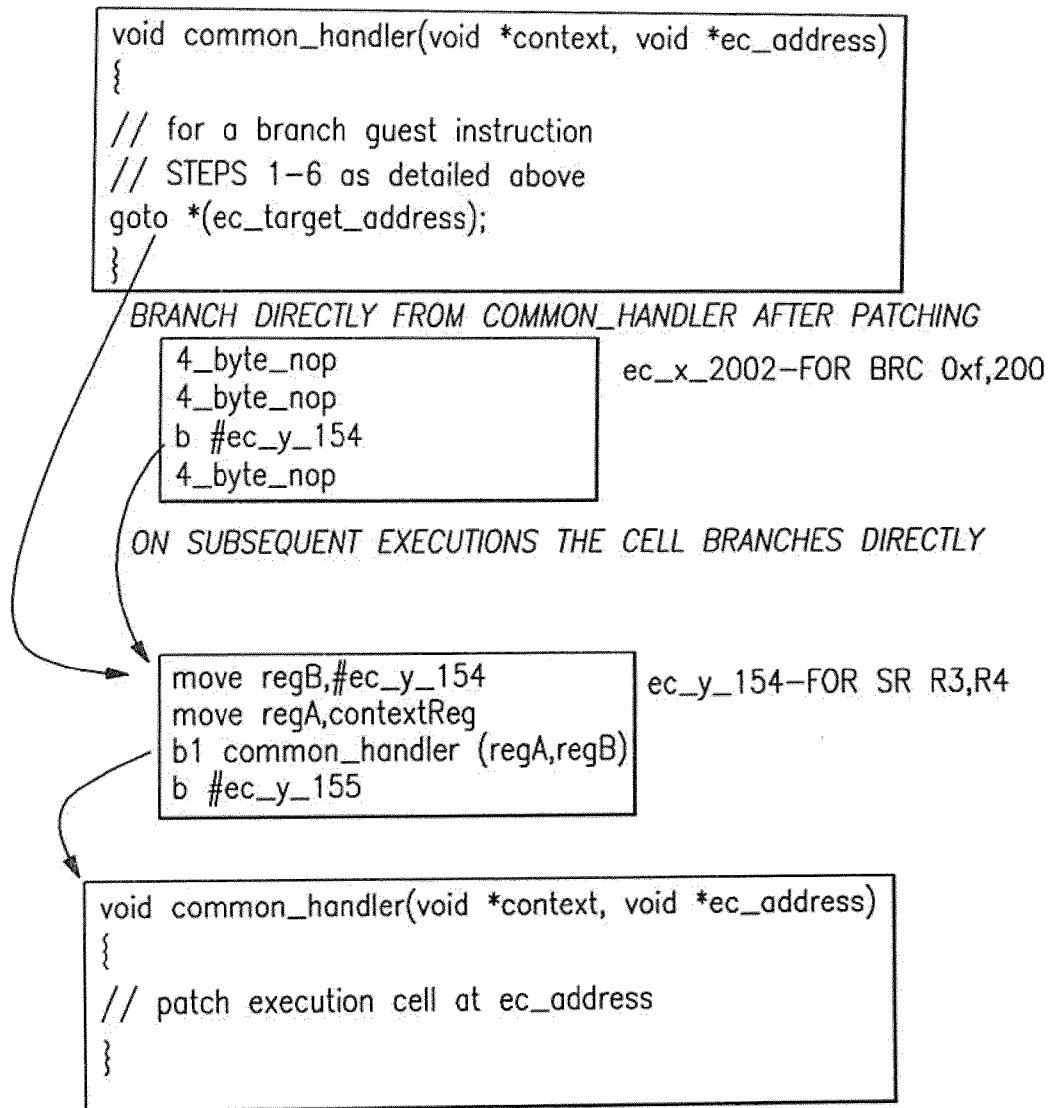 void common_handler(void *context, void *ec_address)
{
// for a branch guest instruction
// STEPS 1-6 as detailed above
goto *(ec_target_address);
}
BRANCH DIRECTLY FROM COMMON_HANDLER AFTER PATCHING
4_byte_nop
4_byte_nop
b #ec_y_154
4_byte_nop
ec_x_2002-FOR BRC 0xf,200
ON SUBSEQUENT EXECUTIONS THE CELL BRANCHES DIRECTLY
move regB,#ec_y_154
move regA,contextReg
b1 common_handler (regA,regB)
b #ec_y_155
ec_y_154-FOR SR R3,R4
void common_handler(void *context, void *ec_address)
{
// patch execution cell at ec_address
}